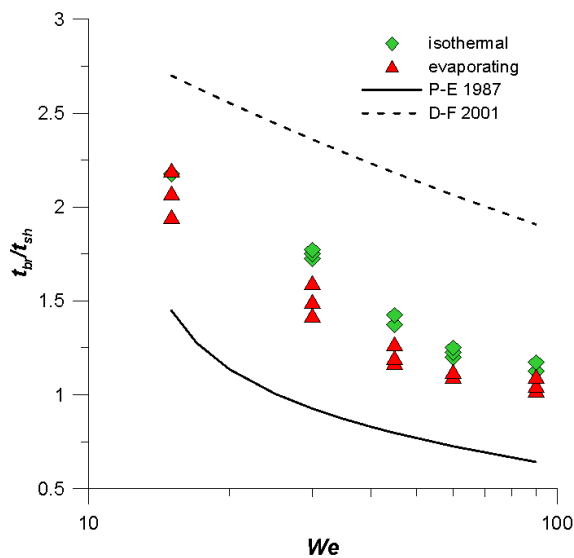 3
isothermal
evaporating
P-E 1987
D-F 2001
2.5
2
t_br/t_sh
1.5
1
0.5
10
100
We